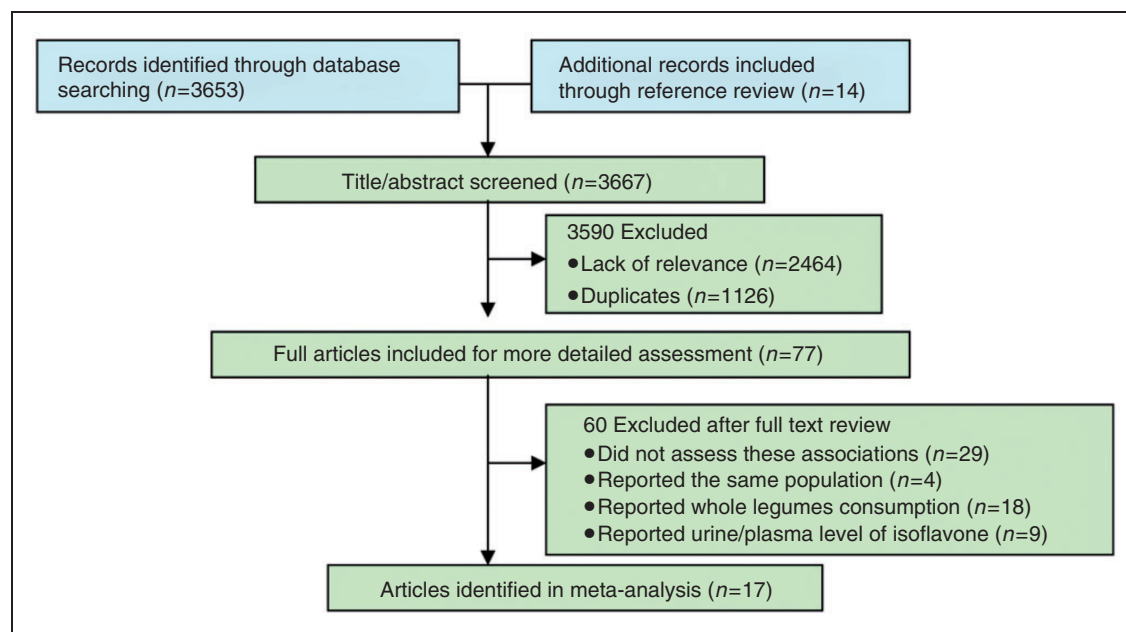 Records identified through database
searching (n=3653)
Additional records included
through reference review (n=14)
Title/abstract screened (n=3667)
3590 Excluded
●Lack of relevance (n=2464)
●Duplicates (n=1126)
Full articles included for more detailed assessment (n=77)
60 Excluded after full text review
●Did not assess these associations (n=29)
●Reported the same population (n=4)
●Reported whole legumes consumption (n=18)
●Reported urine/plasma level of isoflavone (n=9)
Articles identified in meta-analysis (n=17)